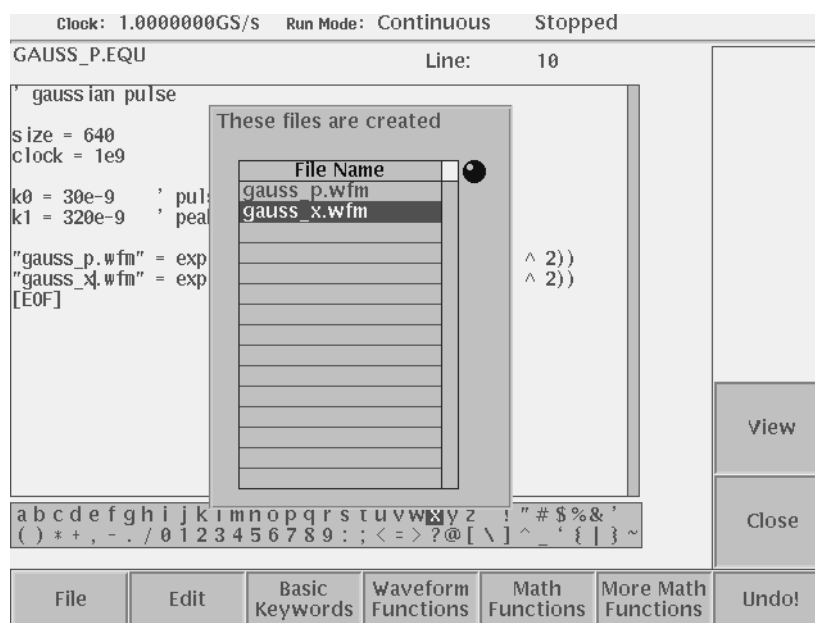 Clock: 1.0000000GS/s Run Mode: Continuous Stopped
GAUSS_P.EQU Line: 10
' gaussian pulse
size = 640
clock = 1e9
k0 = 30e-9 ' pul
k1 = 320e-9 ' peal
"gauss_p.wfm" = exp ^ 2))
"gauss_x.wfm" = exp ^ 2))
[EOF]
These files are created
File Name
gauss_p.wfm
gauss_x.wfm
View
Close
a b c d e f g h i j k l m n o p q r s t u v w x y z ! " # $ % & '
( ) * + , - . / 0 1 2 3 4 5 6 7 8 9 : ; < = > ? @ [ \ ] ^ _ ` { | } ~
File
Edit
Basic Keywords
Waveform Functions
Math Functions
More Math Functions
Undo!